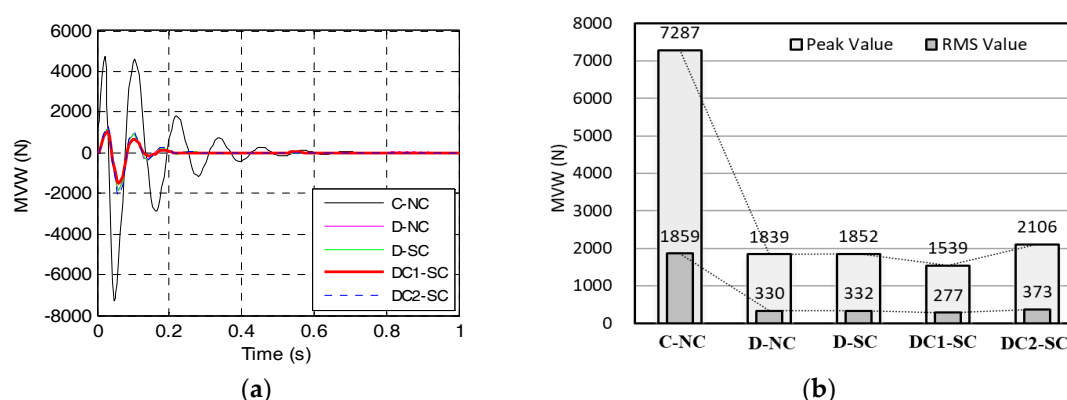 6000
4000
2000
0
-2000
-4000
-6000
-8000
MVW (N)
0
0.2
0.4
0.6
0.8
1
Time (s)
C-NC
D-NC
D-SC
DC1-SC
DC2-SC
(a)
8000
7000
6000
5000
4000
3000
2000
1000
0
MVW (N)
Peak Value
RMS Value
7287
1859
1839
330
1852
332
1539
277
2106
373
C-NC
D-NC
D-SC
DC1-SC
DC2-SC
(b)